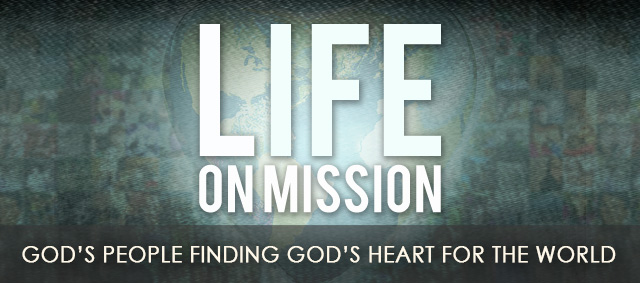 LIFE
ON MISSION
GOD'S PEOPLE FINDING GOD'S HEART FOR THE WORLD